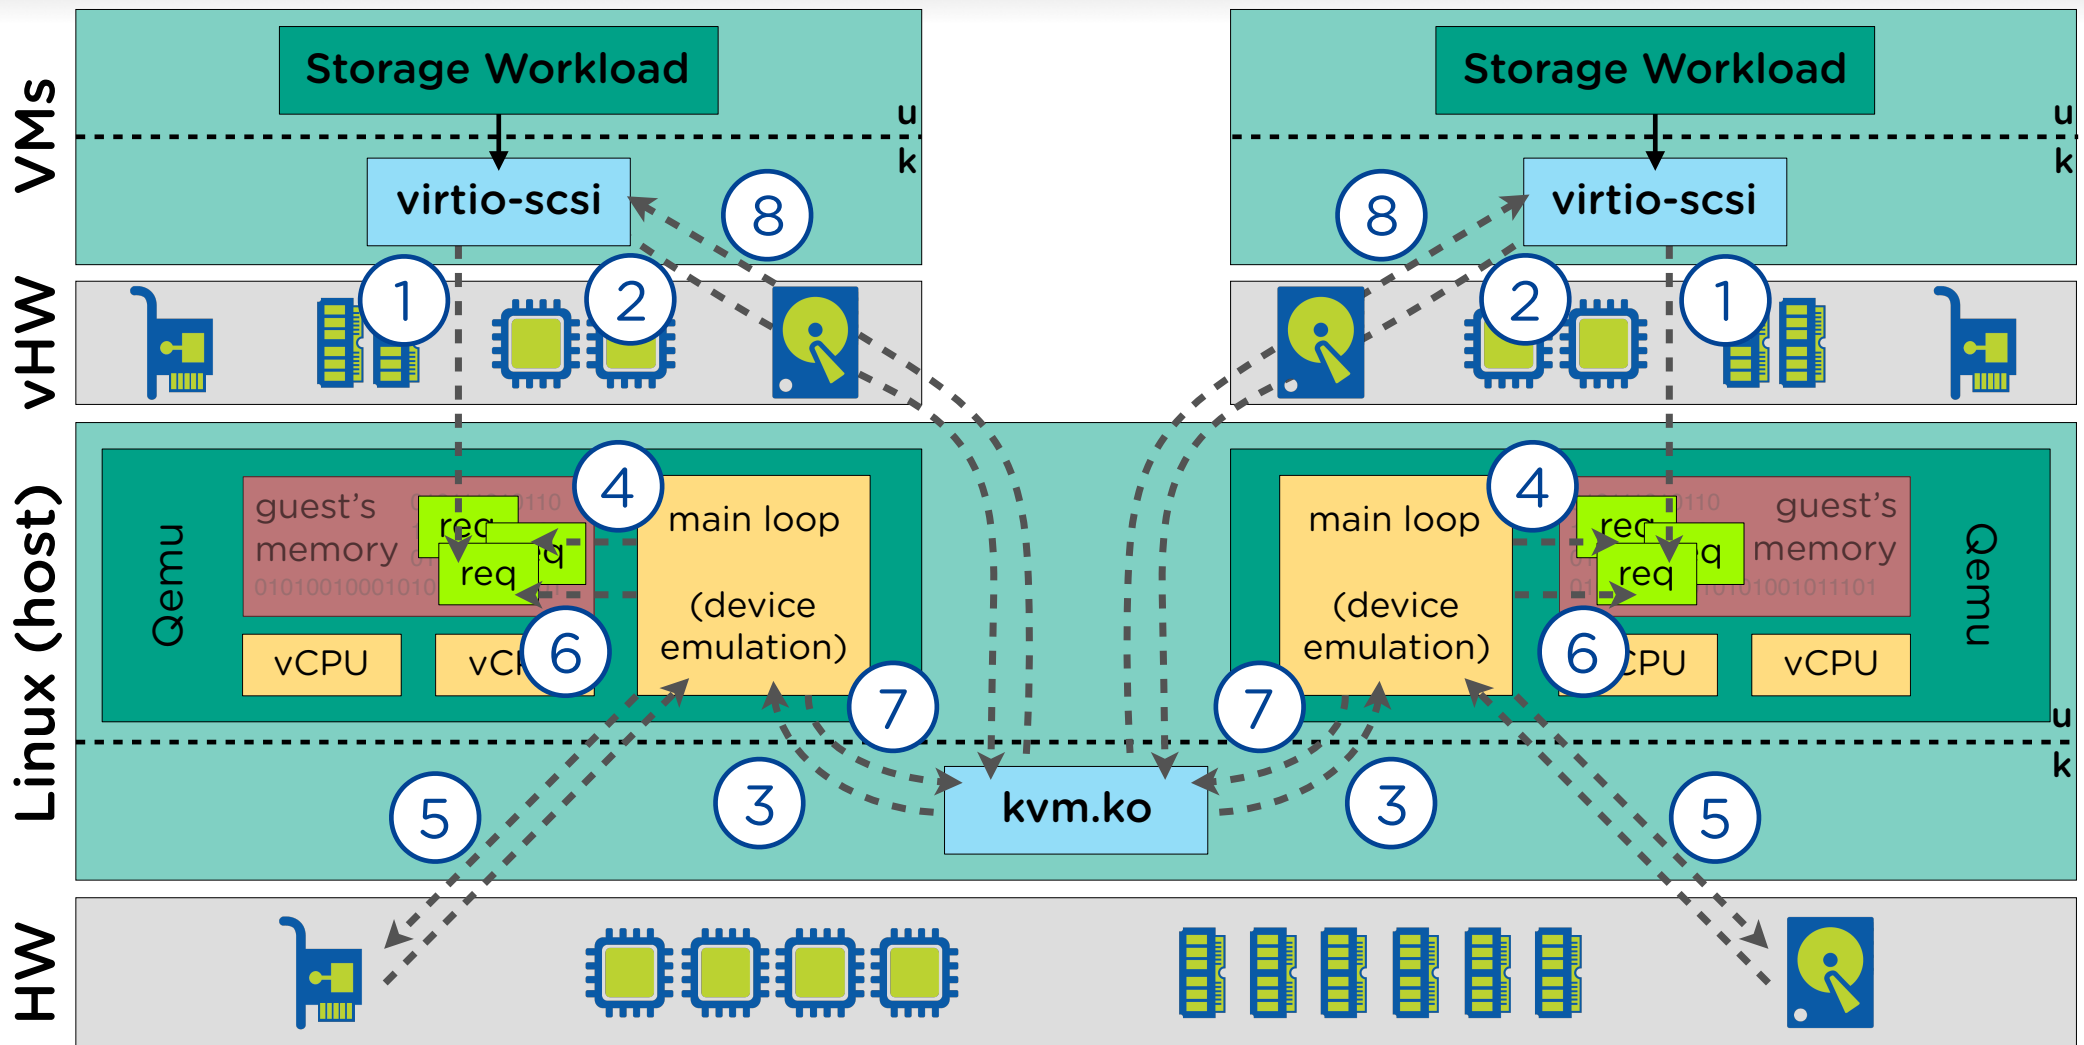 VMs
Storage Workload
u
k
virtio-scsi
8
Storage Workload
u
k
virtio-scsi
8
vHW
1
2
2
1
Linux (host)
Qemu
guest's
memory
req
req
4
main loop
(device
emulation)
6
vCPU
7
5
3
kvm.ko
main loop
(device
emulation)
4
req
req
guest's
memory
Qemu
6
vCPU
7
3
5
u
k
HW